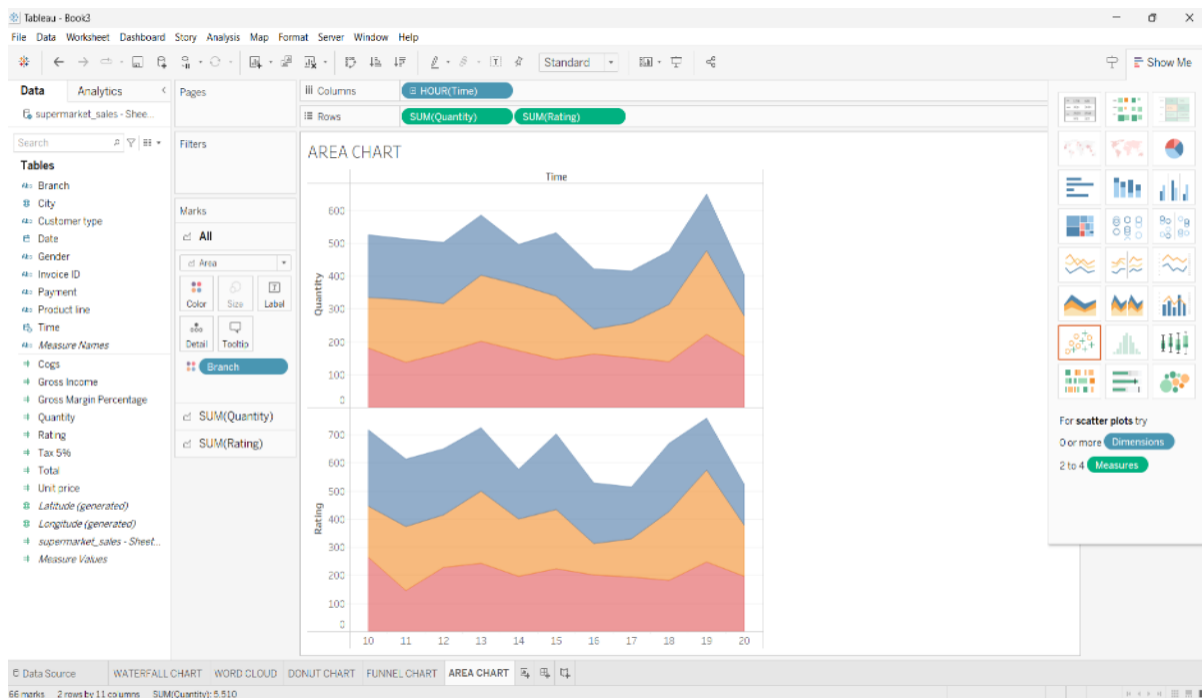 Tableau - Book3
File Data Worksheet Dashboard Story Analysis Map Format Server Window Help
Standard
Show Me
Data Analytics
Pages
Columns
HOUR(Time)
supermarket_sales - Shee...
Rows
SUM(Quantity) SUM(Rating)
Search
Filters
AREA CHART
Tables
Branch
City
Customer type
Date
Gender
Invoice ID
Payment
Product line
Time
Measure Names
Cogs
Gross Income
Gross Margin Percentage
Quantity
Rating
Tax 5%
Total
Unit price
Latitude (generated)
Longitude (generated)
supermarket_sales - Sheet...
Measure Values
Marks
All
Area
Color Size Label
Detail Tooltip
Branch
SUM(Quantity)
SUM(Rating)
Time
Quantity
600
500
400
300
200
100
0
Rating
700
600
500
400
300
200
100
0
10 11 12 13 14 15 16 17 18 19 20
For scatter plots try
0 or more Dimensions
2 to 4 Measures
Data Source WATERFALL CHART WORD CLOUD DONUT CHART FUNNEL CHART AREA CHART
66 marks 2 rows by 11 columns SUM(Quantity): 5,510